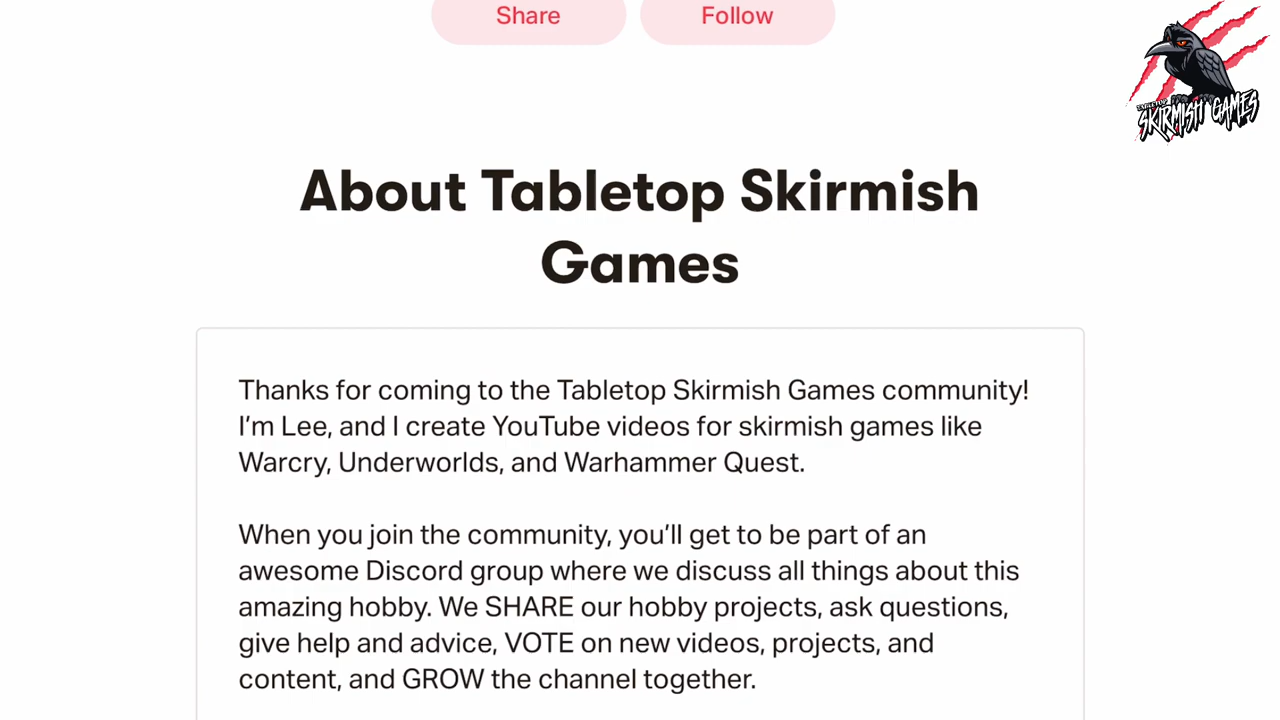 Share
Follow
TABLETOP
SKIRMISH GAMES
About Tabletop Skirmish
Games
Thanks for coming to the Tabletop Skirmish Games community!
I’m Lee, and I create YouTube videos for skirmish games like
Warcry, Underworlds, and Warhammer Quest.
When you join the community, you’ll get to be part of an
awesome Discord group where we discuss all things about this
amazing hobby. We SHARE our hobby projects, ask questions,
give help and advice, VOTE on new videos, projects, and
content, and GROW the channel together.